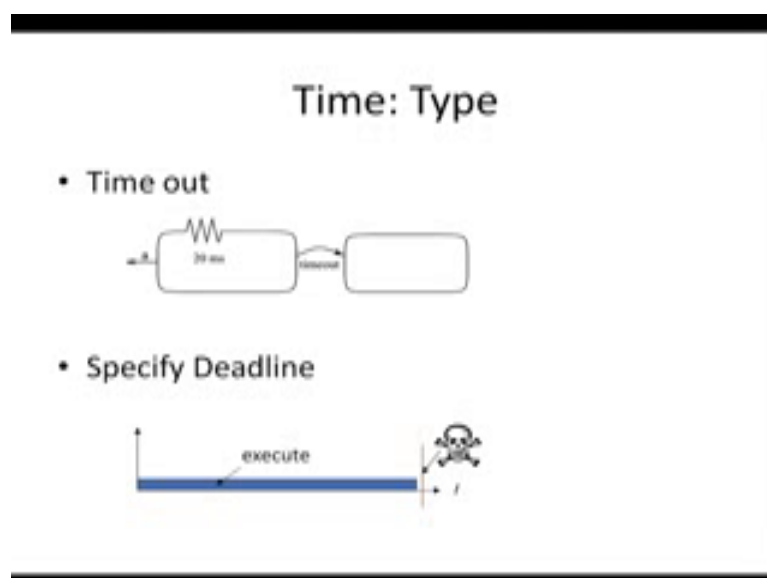 Time: Type
• Time out
a
20 ms
timeout
• Specify Deadline
execute
t